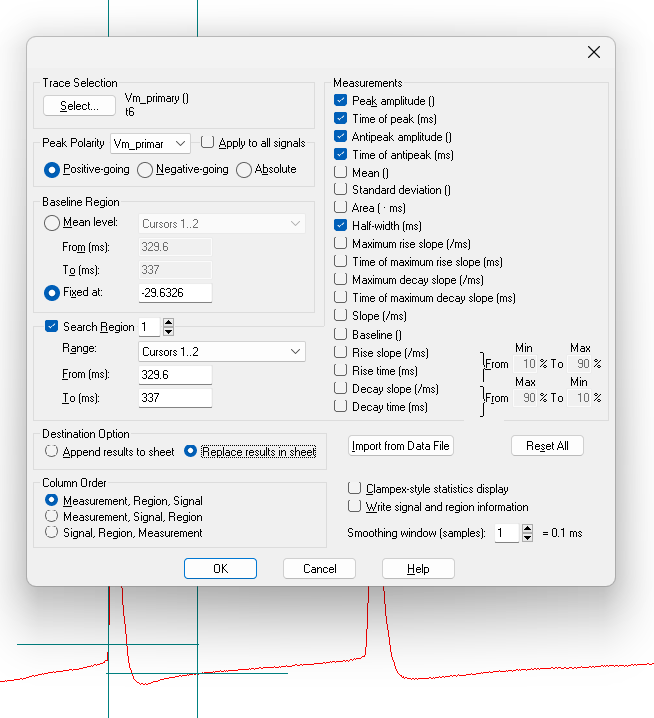 Trace Selection
Select...
Vm_primary ()
t6
Peak Polarity
Vm_primar
Apply to all signals
Positive-going
Negative-going
Absolute
Baseline Region
Mean level:
Cursors 1..2
From (ms):
329.6
To (ms):
337
Fixed at:
-29.6326
Search Region
1
Range:
Cursors 1..2
From (ms):
329.6
To (ms):
337
Destination Option
Append results to sheet
Replace results in sheet
Column Order
Measurement, Region, Signal
Measurement, Signal, Region
Signal, Region, Measurement
Measurements
Peak amplitude ()
Time of peak (ms)
Antipeak amplitude ()
Time of antipeak (ms)
Mean ()
Standard deviation ()
Area ( · ms)
Half-width (ms)
Maximum rise slope (/ms)
Time of maximum rise slope (ms)
Maximum decay slope (/ms)
Time of maximum decay slope (ms)
Slope (/ms)
Baseline ()
Rise slope (/ms)
Rise time (ms)
Decay slope (/ms)
Decay time (ms)
Min Max
From 10 % To 90 %
Max Min
From 90 % To 10 %
Import from Data File
Reset All
Clampex-style statistics display
Write signal and region information
Smoothing window (samples): 1 = 0.1 ms
OK
Cancel
Help